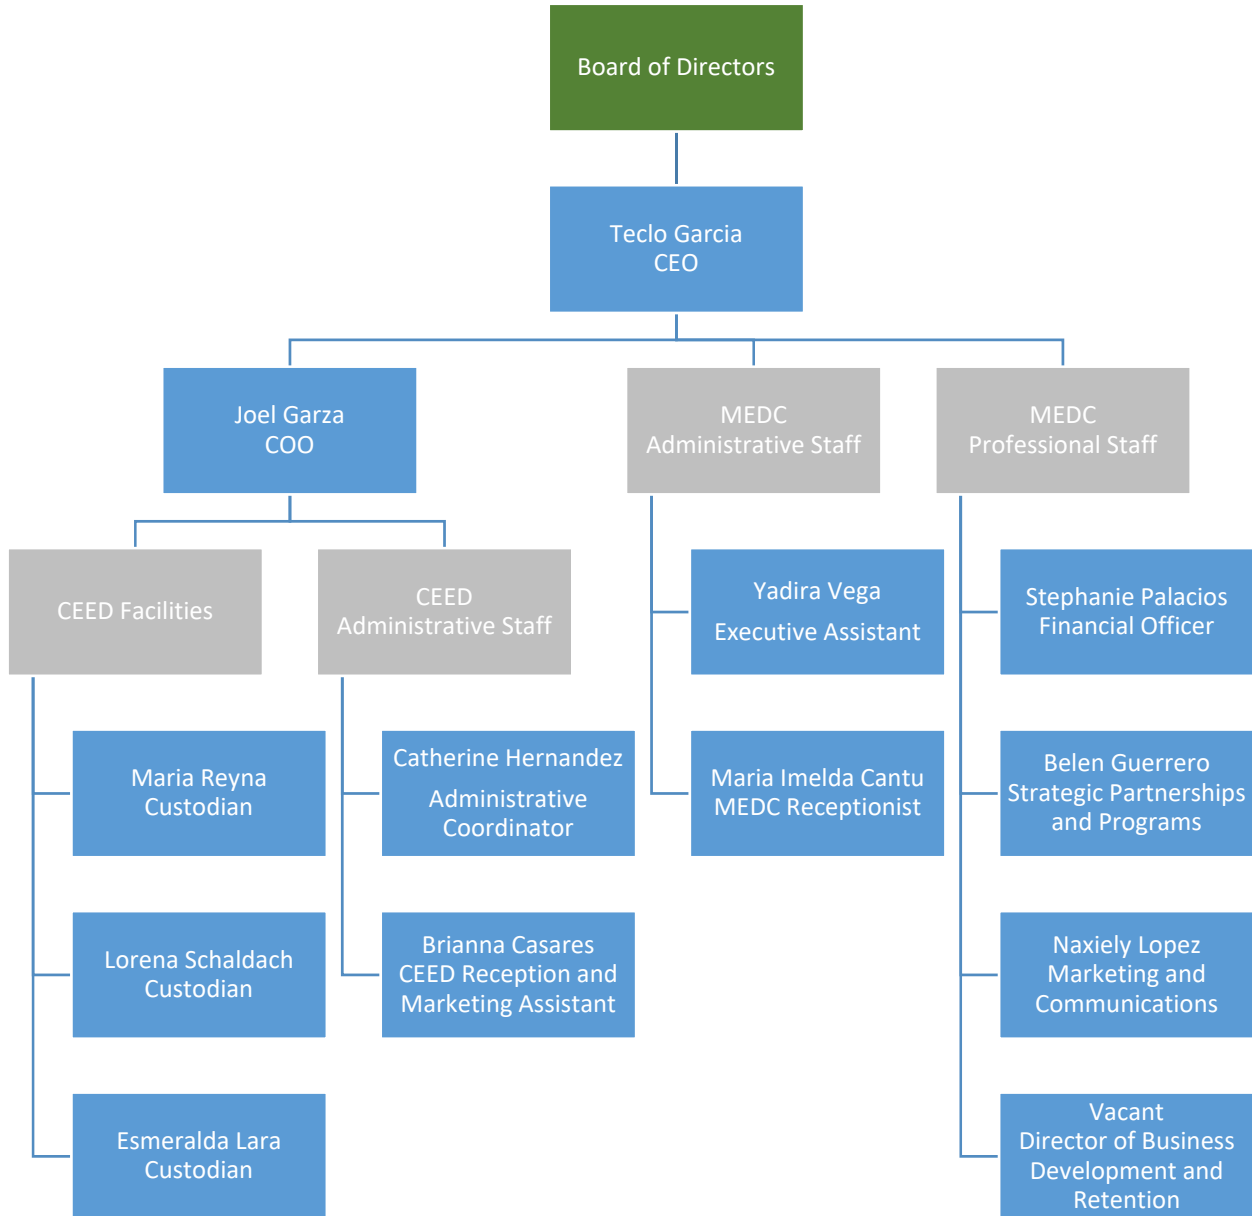 Board of Directors
Teclo Garcia
CEO
Joel Garza
COO
MEDC
Administrative Staff
MEDC
Professional Staff
CEED Facilities
CEED
Administrative Staff
Yadira Vega
Executive Assistant
Stephanie Palacios
Financial Officer
Maria Reyna
Custodian
Catherine Hernandez
Administrative
Coordinator
Maria Imelda Cantu
MEDC Receptionist
Belen Guerrero
Strategic Partnerships
and Programs
Lorena Schaldach
Custodian
Brianna Casares
CEED Reception and
Marketing Assistant
Naxiely Lopez
Marketing and
Communications
Esmeralda Lara
Custodian
Vacant
Director of Business
Development and
Retention